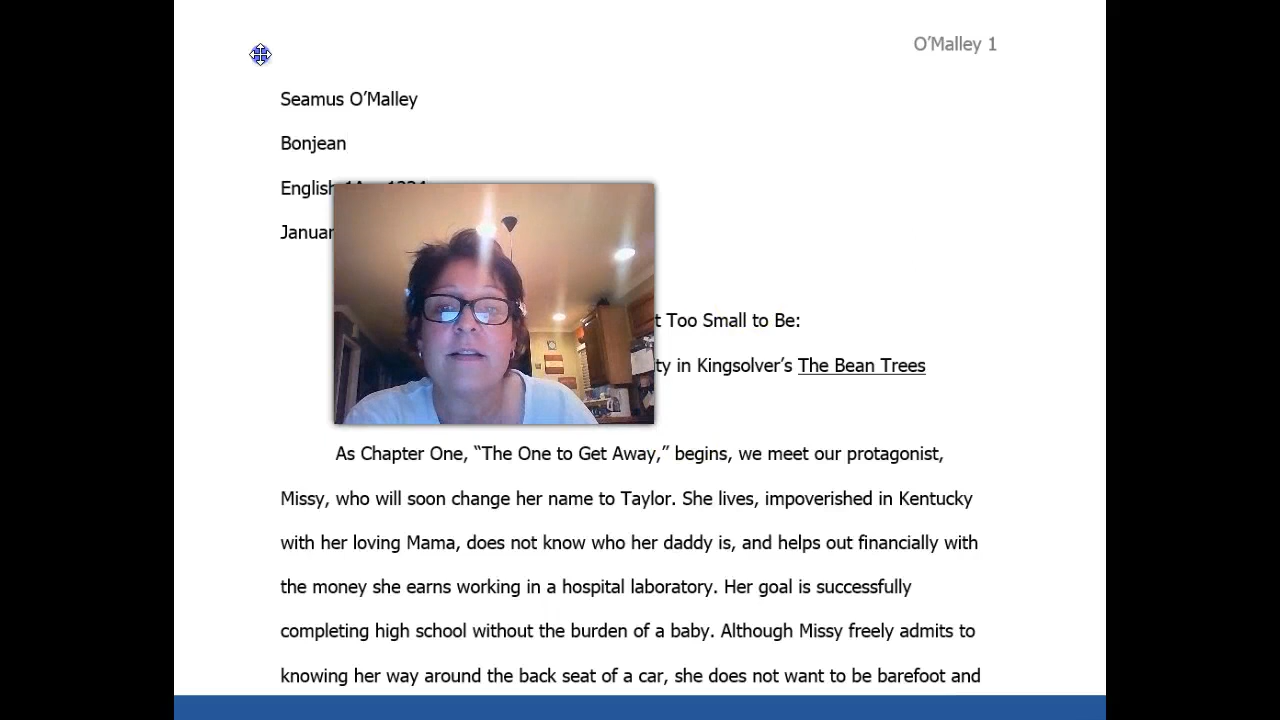 O’Malley 1
Seamus O’Malley
Bonjean
English
t Too Small to Be:
ty in Kingsolver’s The Bean Trees
As Chapter One, “The One to Get Away,” begins, we meet our protagonist,
Missy, who will soon change her name to Taylor. She lives, impoverished in Kentucky
with her loving Mama, does not know who her daddy is, and helps out financially with
the money she earns working in a hospital laboratory. Her goal is successfully
completing high school without the burden of a baby. Although Missy freely admits to
knowing her way around the back seat of a car, she does not want to be barefoot and